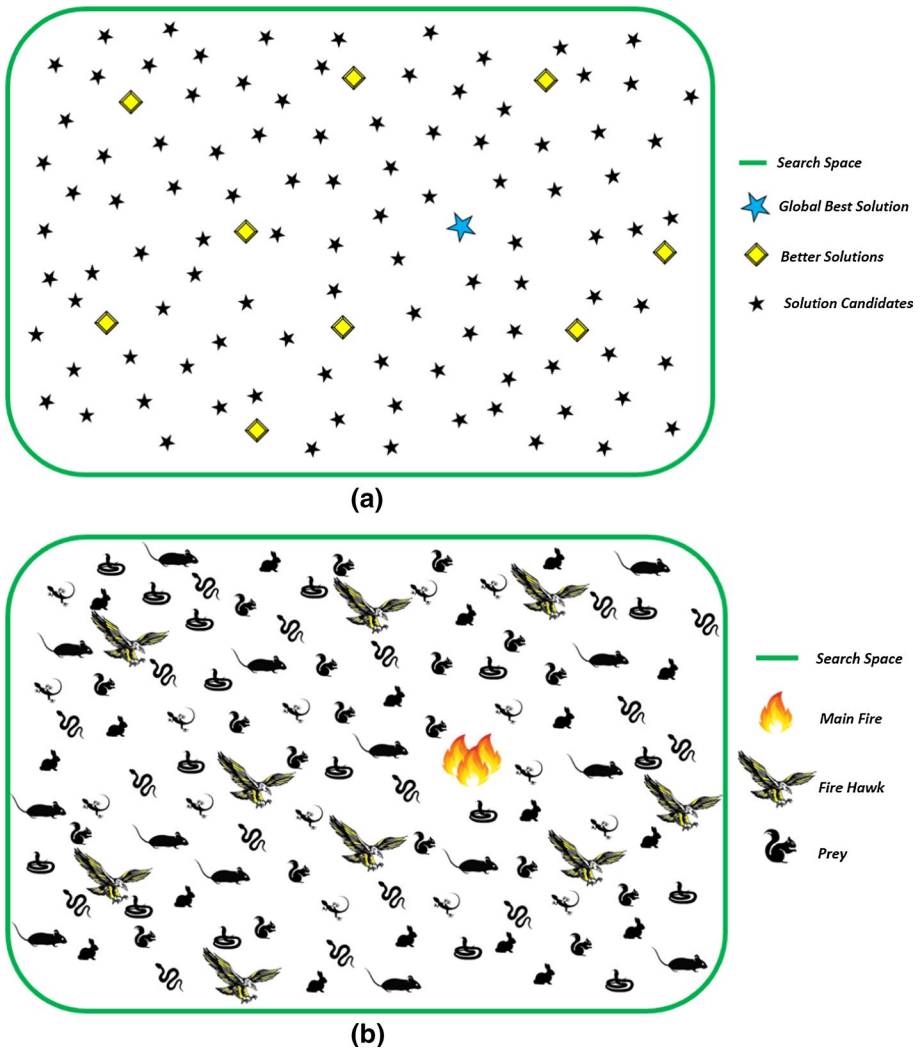 Search Space
Global Best Solution
Better Solutions
Solution Candidates
(a)
Search Space
Main Fire
Fire Hawk
Prey
(b)